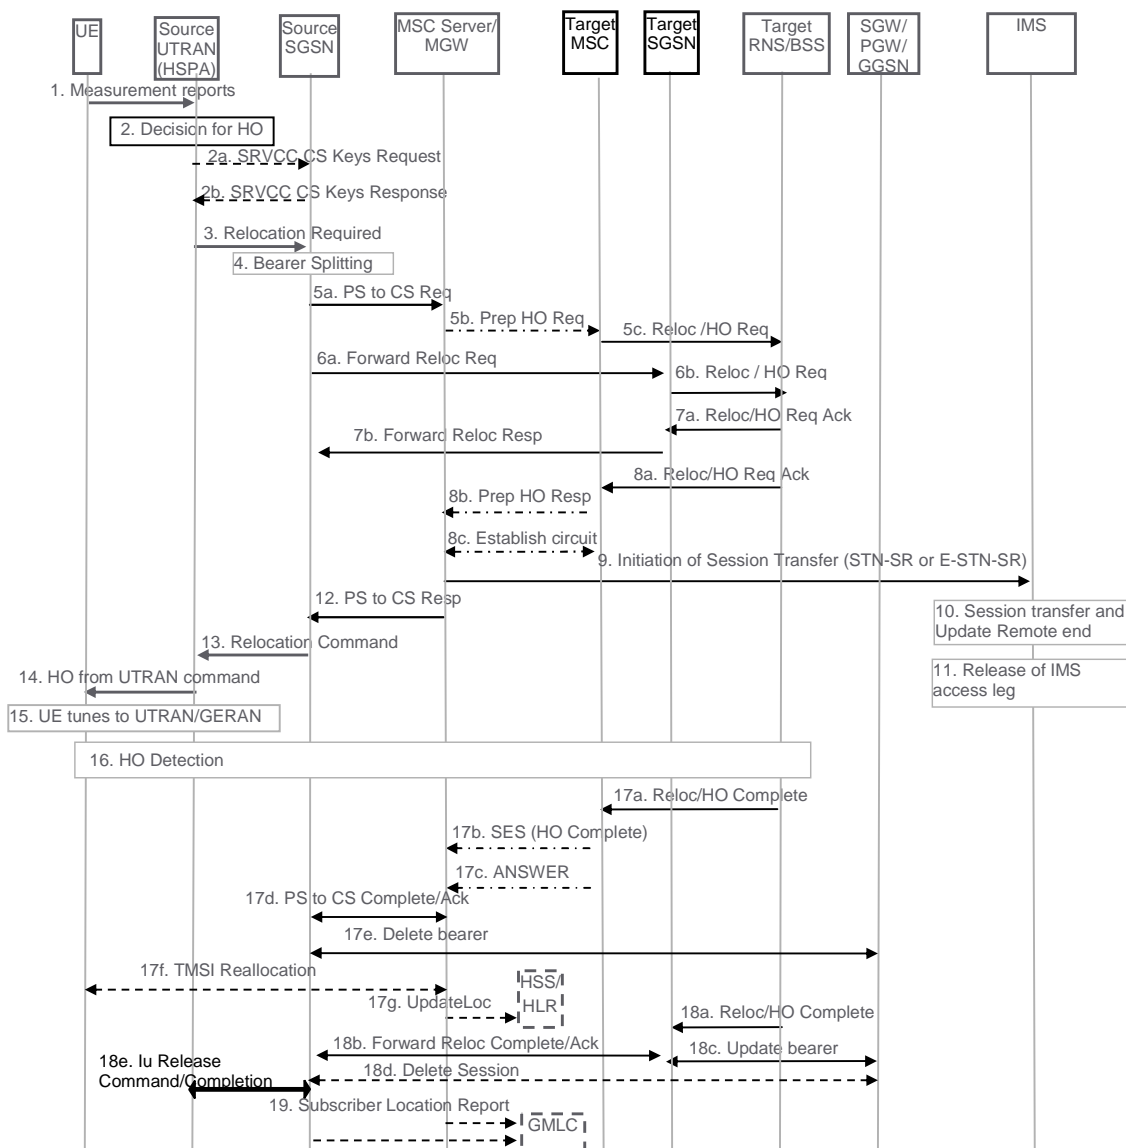 UE
Source
UTRAN
(HSPA)
Source
SGSN
MSC Server/
MGW
Target
MSC
Target
SGSN
Target
RNS/BSS
SGW/
PGW/
GGSN
IMS
1. Measurement reports
2. Decision for HO
2a. SRVCC CS Keys Request
2b. SRVCC CS Keys Response
3. Relocation Required
4. Bearer Splitting
5a. PS to CS Req
5b. Prep HO Req
5c. Reloc /HO Req
6a. Forward Reloc Req
6b. Reloc / HO Req
7a. Reloc/HO Req Ack
7b. Forward Reloc Resp
8a. Reloc/HO Req Ack
8b. Prep HO Resp
8c. Establish circuit
9. Initiation of Session Transfer (STN-SR or E-STN-SR)
12. PS to CS Resp
10. Session transfer and
Update Remote end
13. Relocation Command
11. Release of IMS
access leg
14. HO from UTRAN command
15. UE tunes to UTRAN/GERAN
16. HO Detection
17a. Reloc/HO Complete
17b. SES (HO Complete)
17c. ANSWER
17d. PS to CS Complete/Ack
17e. Delete bearer
17f. TMSI Reallocation
HSS/
HLR
17g. UpdateLoc
18a. Reloc/HO Complete
18b. Forward Reloc Complete/Ack
18c. Update bearer
18e. Iu Release
Command/Completion
18d. Delete Session
19. Subscriber Location Report
GMLC